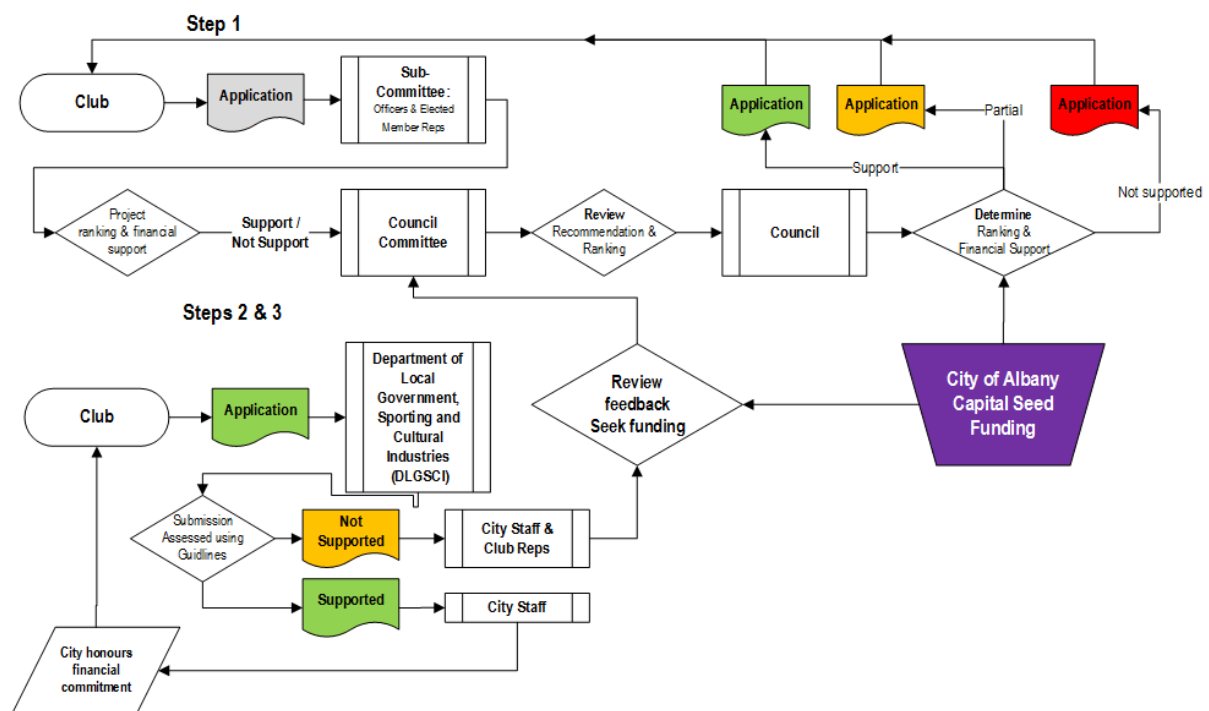 Step 1
Club
Application
Sub-
Committee:
Officers & Elected
Member Reps
Application
Application
Application
Partial
Support
Not supported
Project
ranking & financial
support
Support /
Not Support
Council
Committee
Review
Recommendation &
Ranking
Council
Determine
Ranking &
Financial Support
Steps 2 & 3
Club
Application
Department of
Local
Government,
Sporting and
Cultural
Industries
(DLGSCI)
Review
feedback
Seek funding
City of Albany
Capital Seed
Funding
Submission
Assessed using
Guidlines
Not
Supported
City Staff &
Club Reps
Supported
City Staff
City honours
financial
commitment